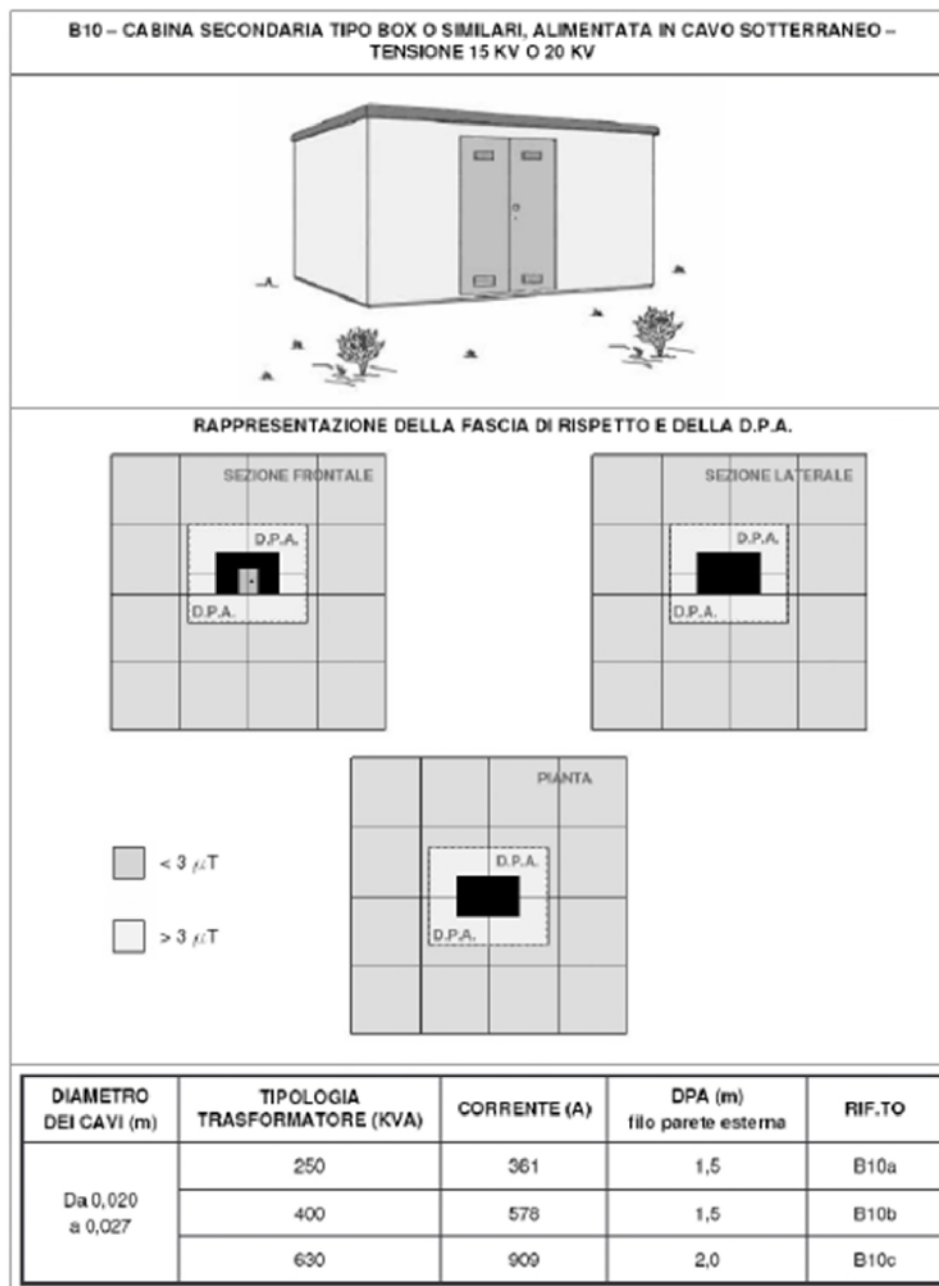 B10 – CABINA SECONDARIA TIPO BOX O SIMILARI, ALIMENTATA IN CAVO SOTTERRANEO –
TENSIONE 15 KV O 20 KV
RAPPRESENTAZIONE DELLA FASCIA DI RISPETTO E DELLA D.P.A.
SEZIONE FRONTALE
D.P.A.
D.P.A.
SEZIONE LATERALE
D.P.A.
D.P.A.
PIANTA
D.P.A.
D.P.A.
< 3 μT
> 3 μT
DIAMETRO
DEI CAVI (m)
TIPOLOGIA
TRASFORMATORE (KVA)
CORRENTE (A)
DPA (m)
filo parete esterna
RIF.TO
Da 0,020
a 0,027
250
361
1,5
B10a
400
578
1,5
B10b
630
909
2,0
B10c